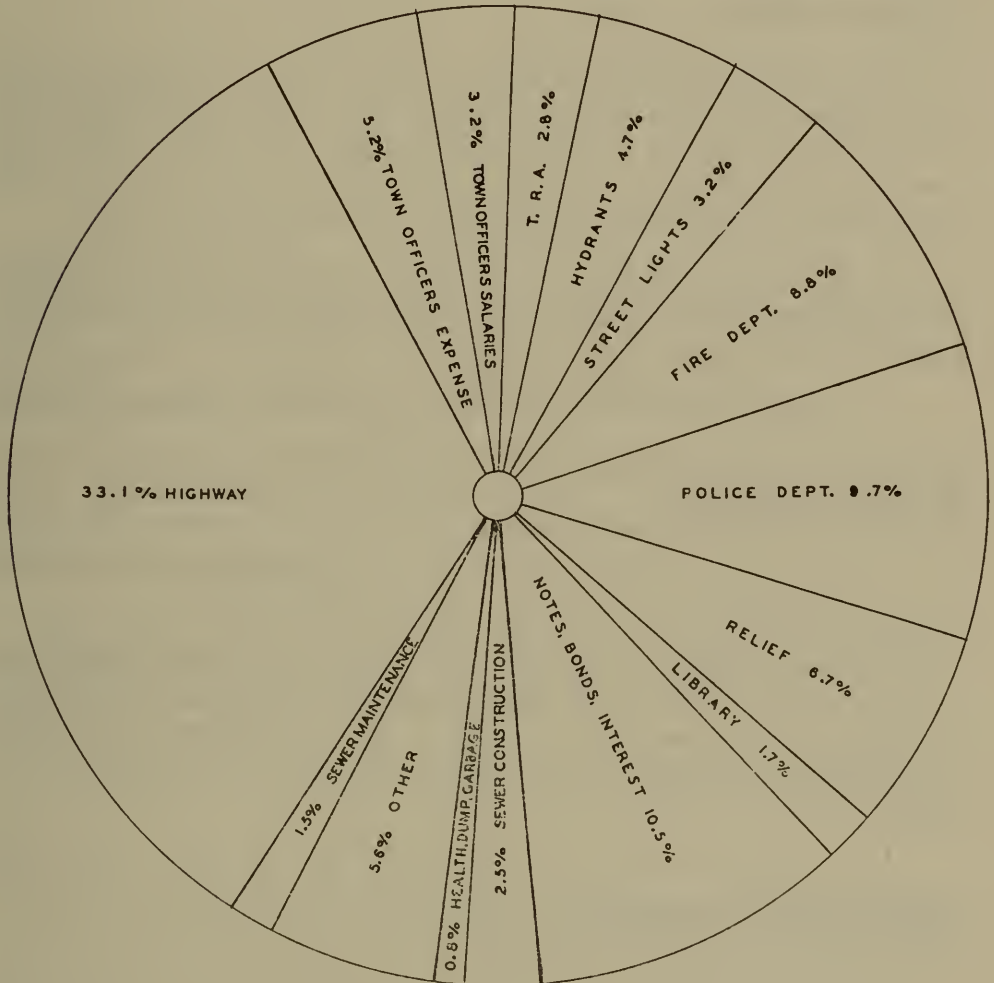 5.2% TOWN OFFICERS EXPENSE
3.2% TOWN OFFICERS SALARIES
T. R. A. 2.8%
HYDRANTS 4.7%
STREET LIGHTS 3.2%
FIRE DEPT. 8.8%
POLICE DEPT. 9.7%
RELIEF 6.7%
LIBRARY 1.7%
NOTES, BONDS, INTEREST 10.5%
2.5% SEWER CONSTRUCTION
0.8% HEALTH, DUMP, GARBAGE
5.6% OTHER
1.5% SEWER MAINTENANCE
33.1% HIGHWAY